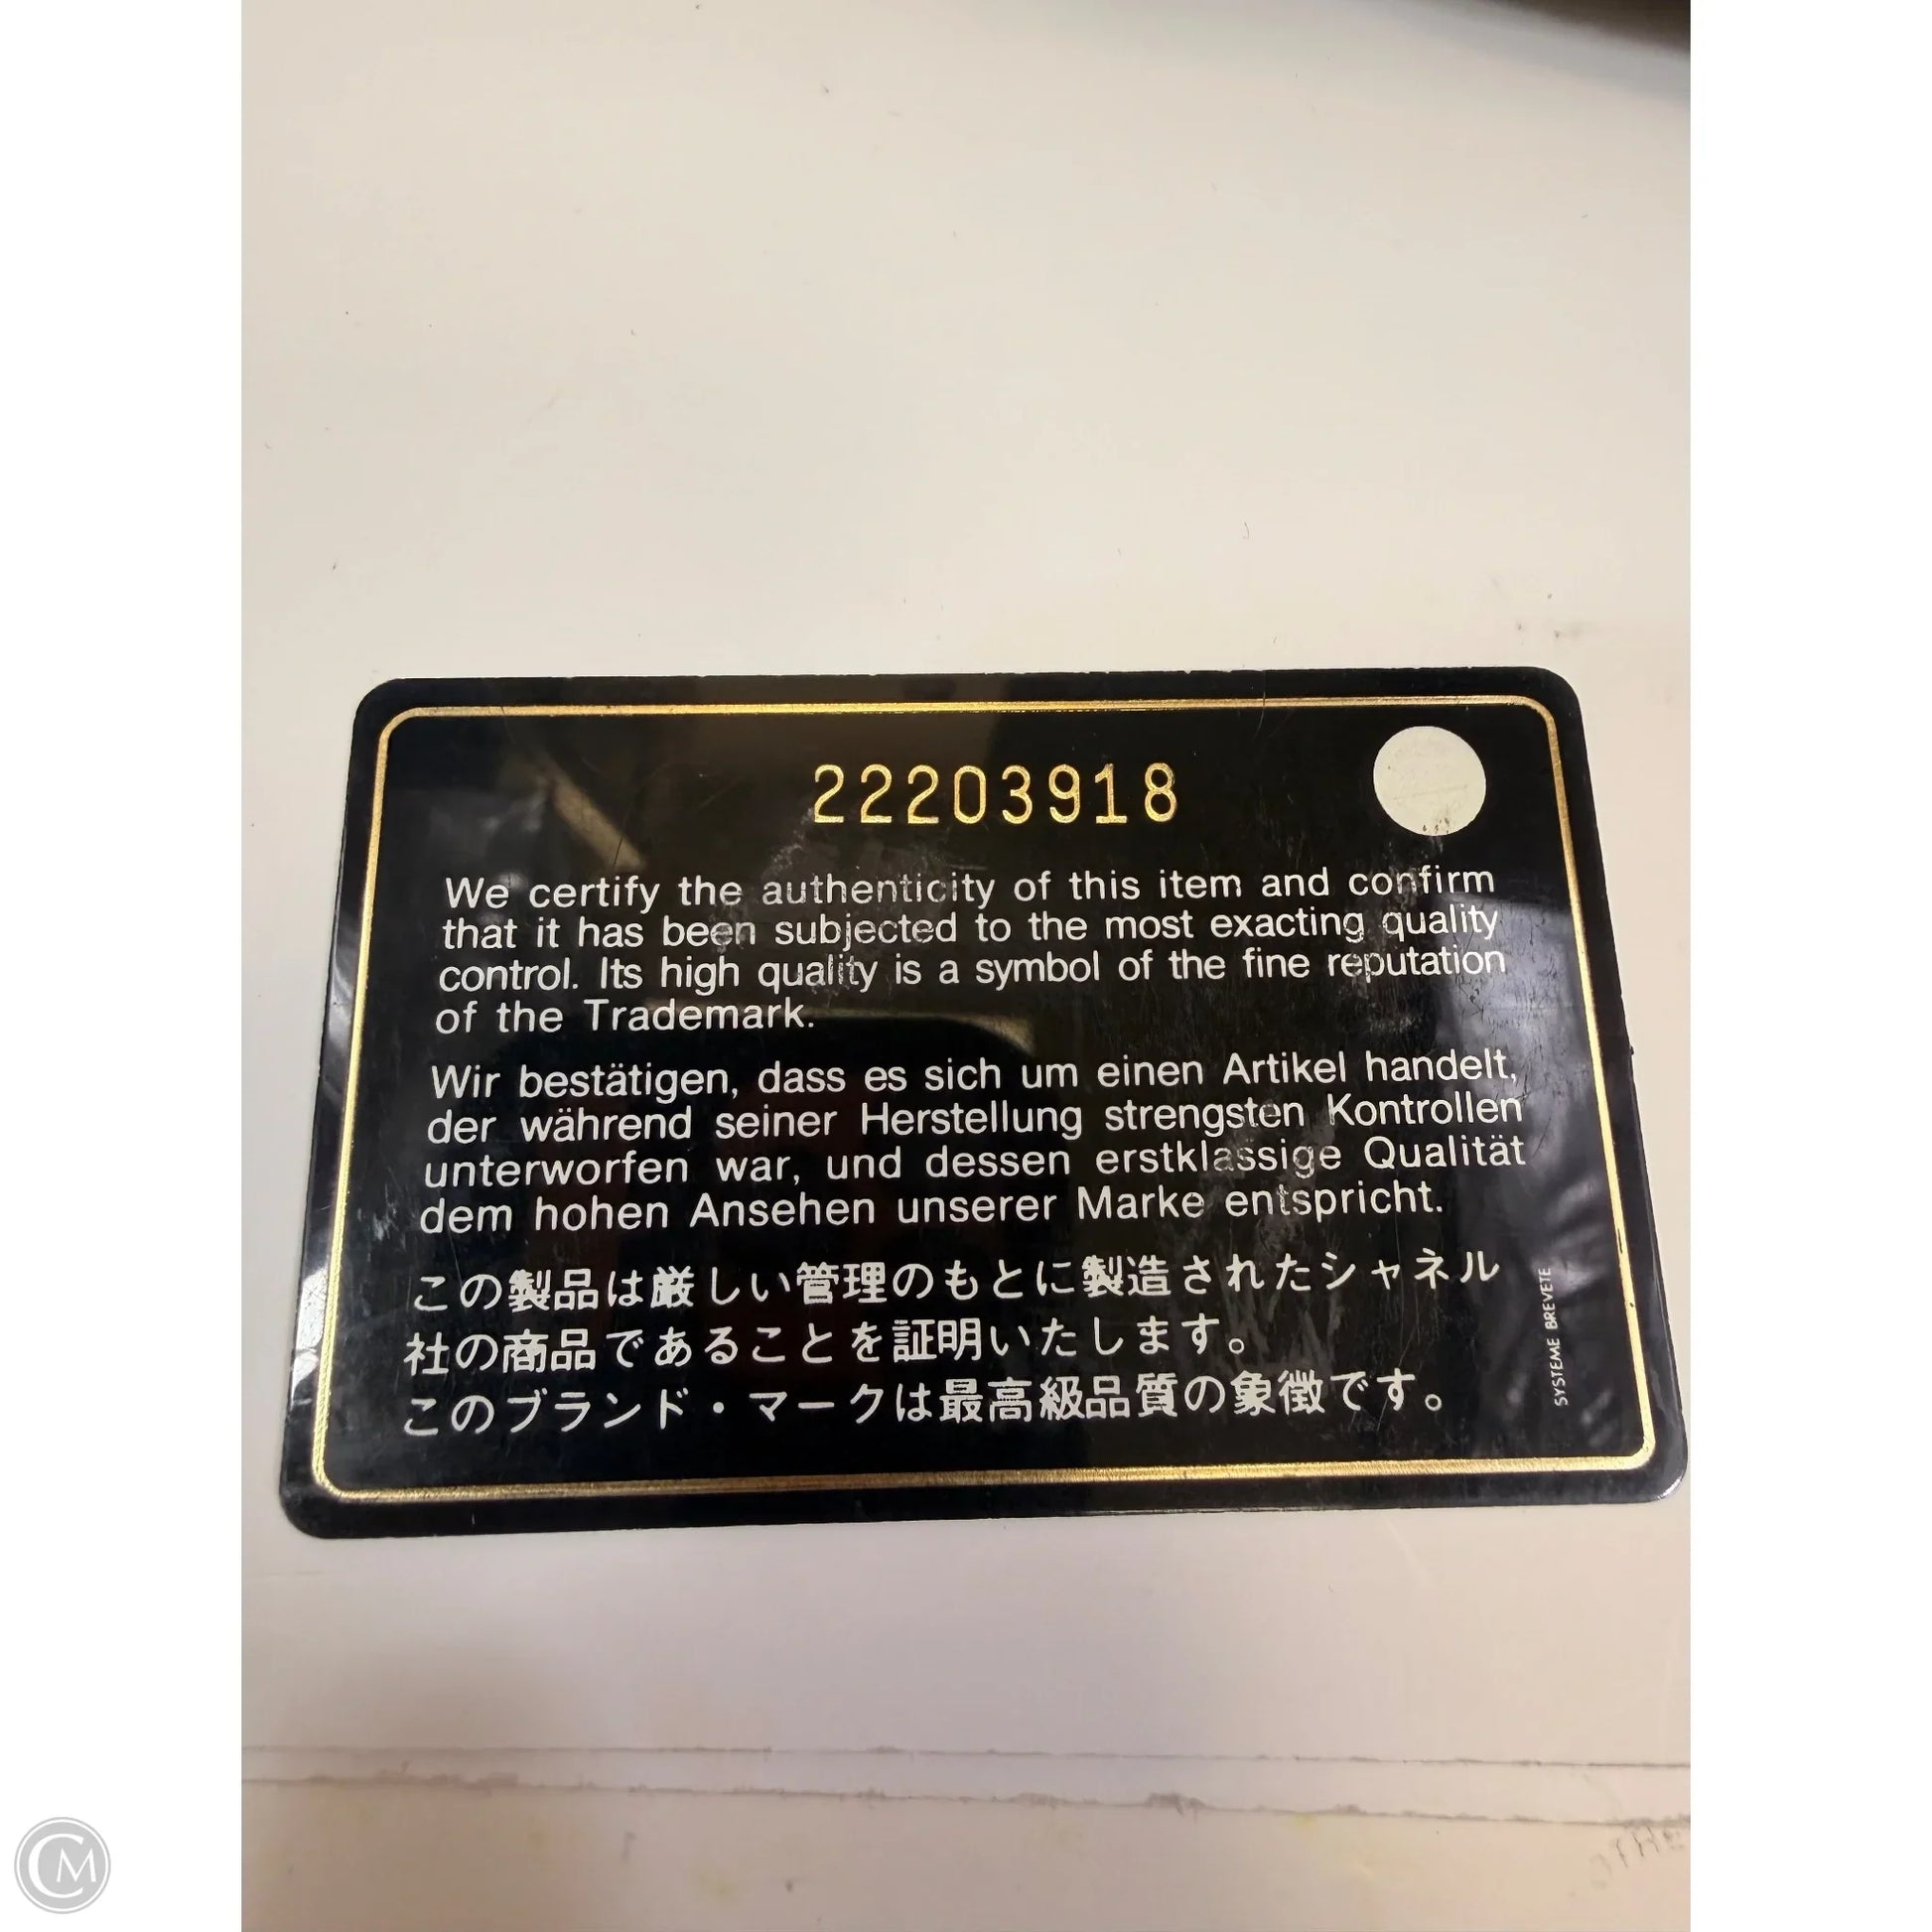 22203918
We certify the authenticity of this item and confirm
that it has been subjected to the most exacting quality
control. Its high quality is a symbol of the fine reputation
of the Trademark.
Wir bestätigen, dass es sich um einen Artikel handelt,
der während seiner Herstellung strengsten Kontrollen
unterworfen war, und dessen erstklassige Qualität
dem hohen Ansehen unserer Marke entspricht.
この製品は厳しい管理のもとに製造されたシャネル
社の商品であることを証明いたします。
このブランド・マークは最高級品質の象徴です。
SYSTEME BREVETE
CM